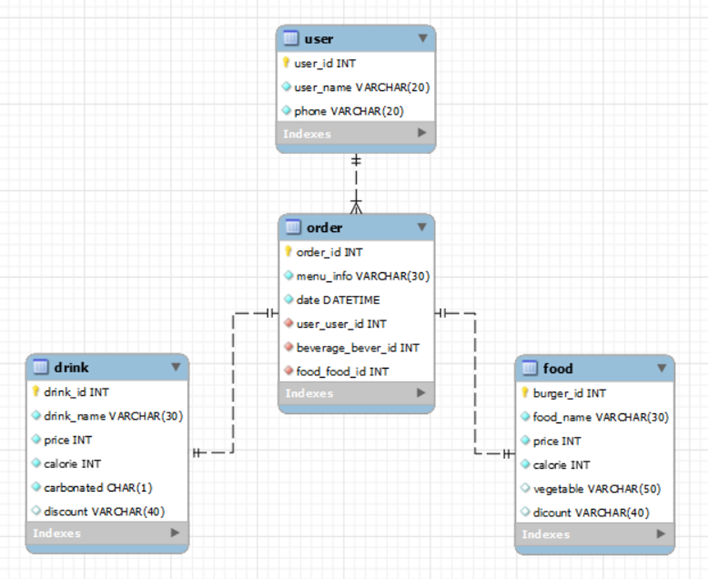 user
user_id INT
user_name VARCHAR(20)
phone VARCHAR(20)
Indexes
order
order_id INT
menu_info VARCHAR(30)
date DATETIME
user_user_id INT
beverage_bever_id INT
food_food_id INT
Indexes
drink
drink_id INT
drink_name VARCHAR(30)
price INT
calorie INT
carbonated CHAR(1)
discount VARCHAR(40)
Indexes
food
burger_id INT
food_name VARCHAR(30)
price INT
calorie INT
vegetable VARCHAR(50)
dicount VARCHAR(40)
Indexes